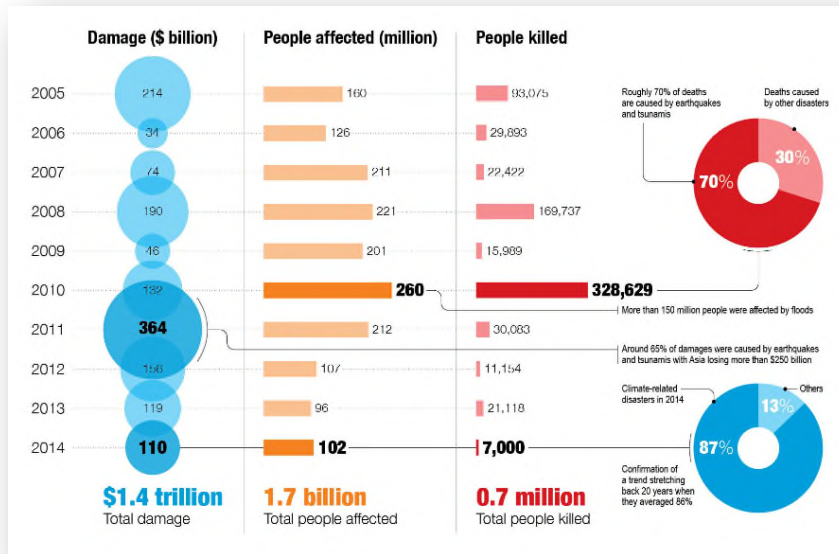 Damage ($ billion) People affected (million) People killed
2005 214 160 93,075
2006 34 126 29,893
2007 74 211 22,422
2008 190 221 169,737
2009 46 201 15,989
2010 132 260 328,629
2011 364 212 30,083
2012 156 107 11,154
2013 119 96 21,118
2014 110 102 7,000
$1.4 trillion 1.7 billion 0.7 million
Total damage Total people affected Total people killed
Roughly 70% of deaths
are caused by earthquakes
and tsunamis
Deaths caused
by other disasters
30%
70%
More than 150 million people were affected by floods
Around 65% of damages were caused by earthquakes
and tsunamis with Asia losing more than $250 billion
Climate-related
disasters in 2014
Others
13%
87%
Confirmation of
a trend stretching
back 20 years when
they averaged 86%